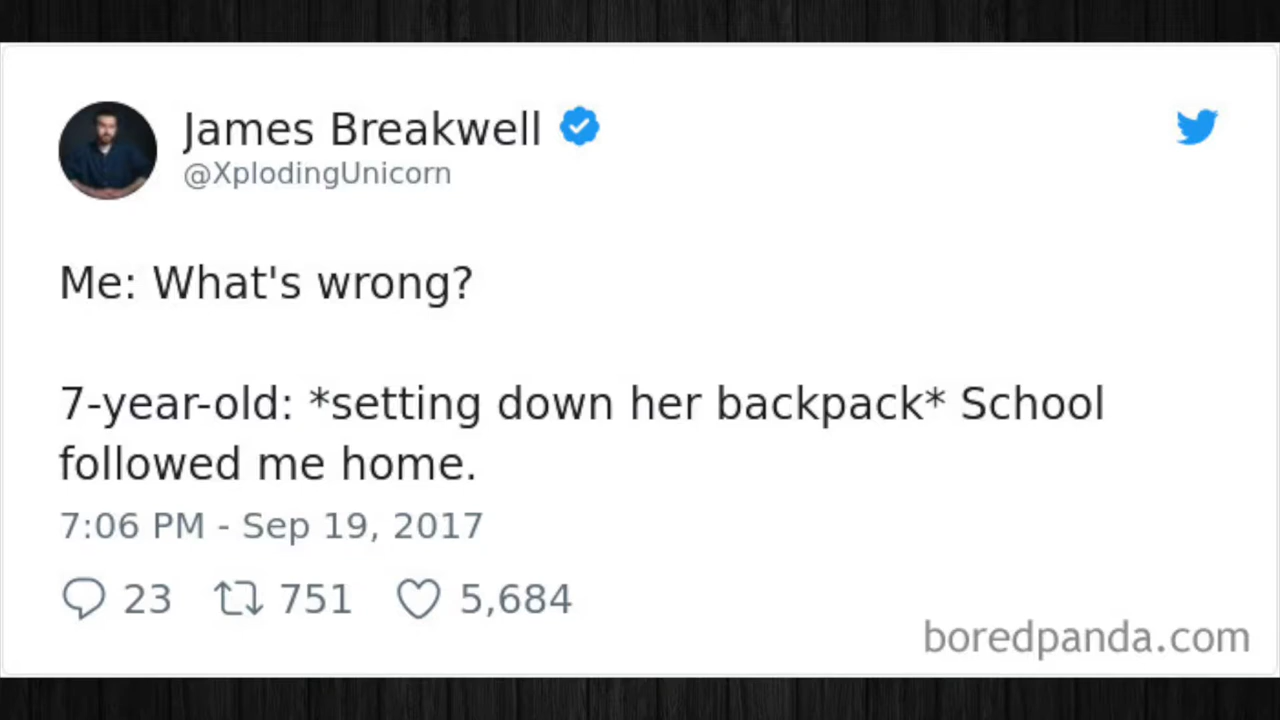 James Breakwell
@XplodingUnicorn
Me: What's wrong?
7-year-old: *setting down her backpack* School
followed me home.
7:06 PM - Sep 19, 2017
23 751 5,684
boredpanda.com